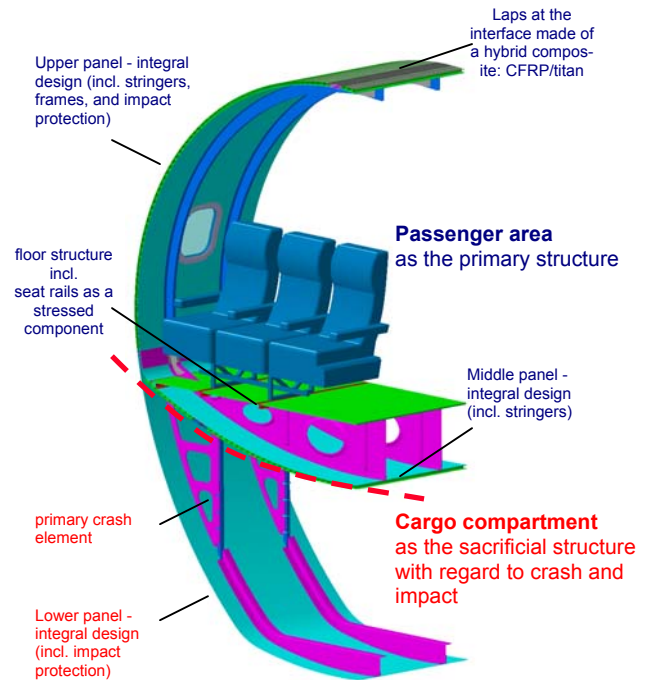 Laps at the
interface made of
a hybrid compos-
ite: CFRP/titan
Upper panel - integral
design (incl. stringers,
frames, and impact
protection)
Passenger area
as the primary structure
floor structure
incl.
seat rails as a
stressed
component
Middle panel -
integral design
(incl. stringers)
primary crash
element
Cargo compartment
as the sacrificial structure
with regard to crash and
impact
Lower panel -
integral design
(incl. impact
protection)